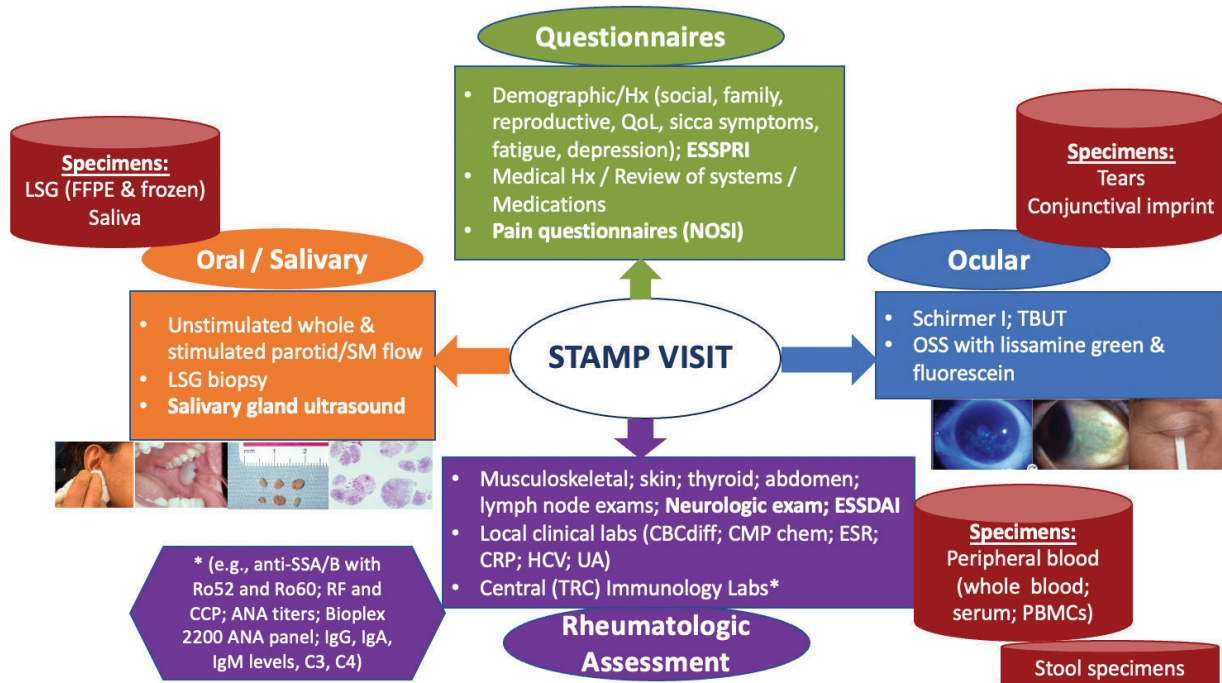 Questionnaires
• Demographic/Hx (social, family,
reproductive, QoL, sicca symptoms,
fatigue, depression); ESSPRI
• Medical Hx / Review of systems /
Medications
• Pain questionnaires (NOSI)
Specimens:
LSG (FFPE & frozen)
Saliva
Specimens:
Tears
Conjunctival imprint
Oral / Salivary
• Unstimulated whole &
stimulated parotid/SM flow
• LSG biopsy
• Salivary gland ultrasound
STAMP VISIT
Ocular
• Schirmer I; TBUT
• OSS with lissamine green &
fluorescein
mm 1 2
• Musculoskeletal; skin; thyroid; abdomen;
lymph node exams; Neurologic exam; ESSDAI
• Local clinical labs (CBCdiff; CMP chem; ESR;
CRP; HCV; UA)
• Central (TRC) Immunology Labs*
Rheumatologic
Assessment
* (e.g., anti-SSA/B with
Ro52 and Ro60; RF and
CCP; ANA titers; Bioplex
2200 ANA panel; IgG, IgA,
IgM levels, C3, C4)
Specimens:
Peripheral blood
(whole blood;
serum; PBMCs)
Stool specimens